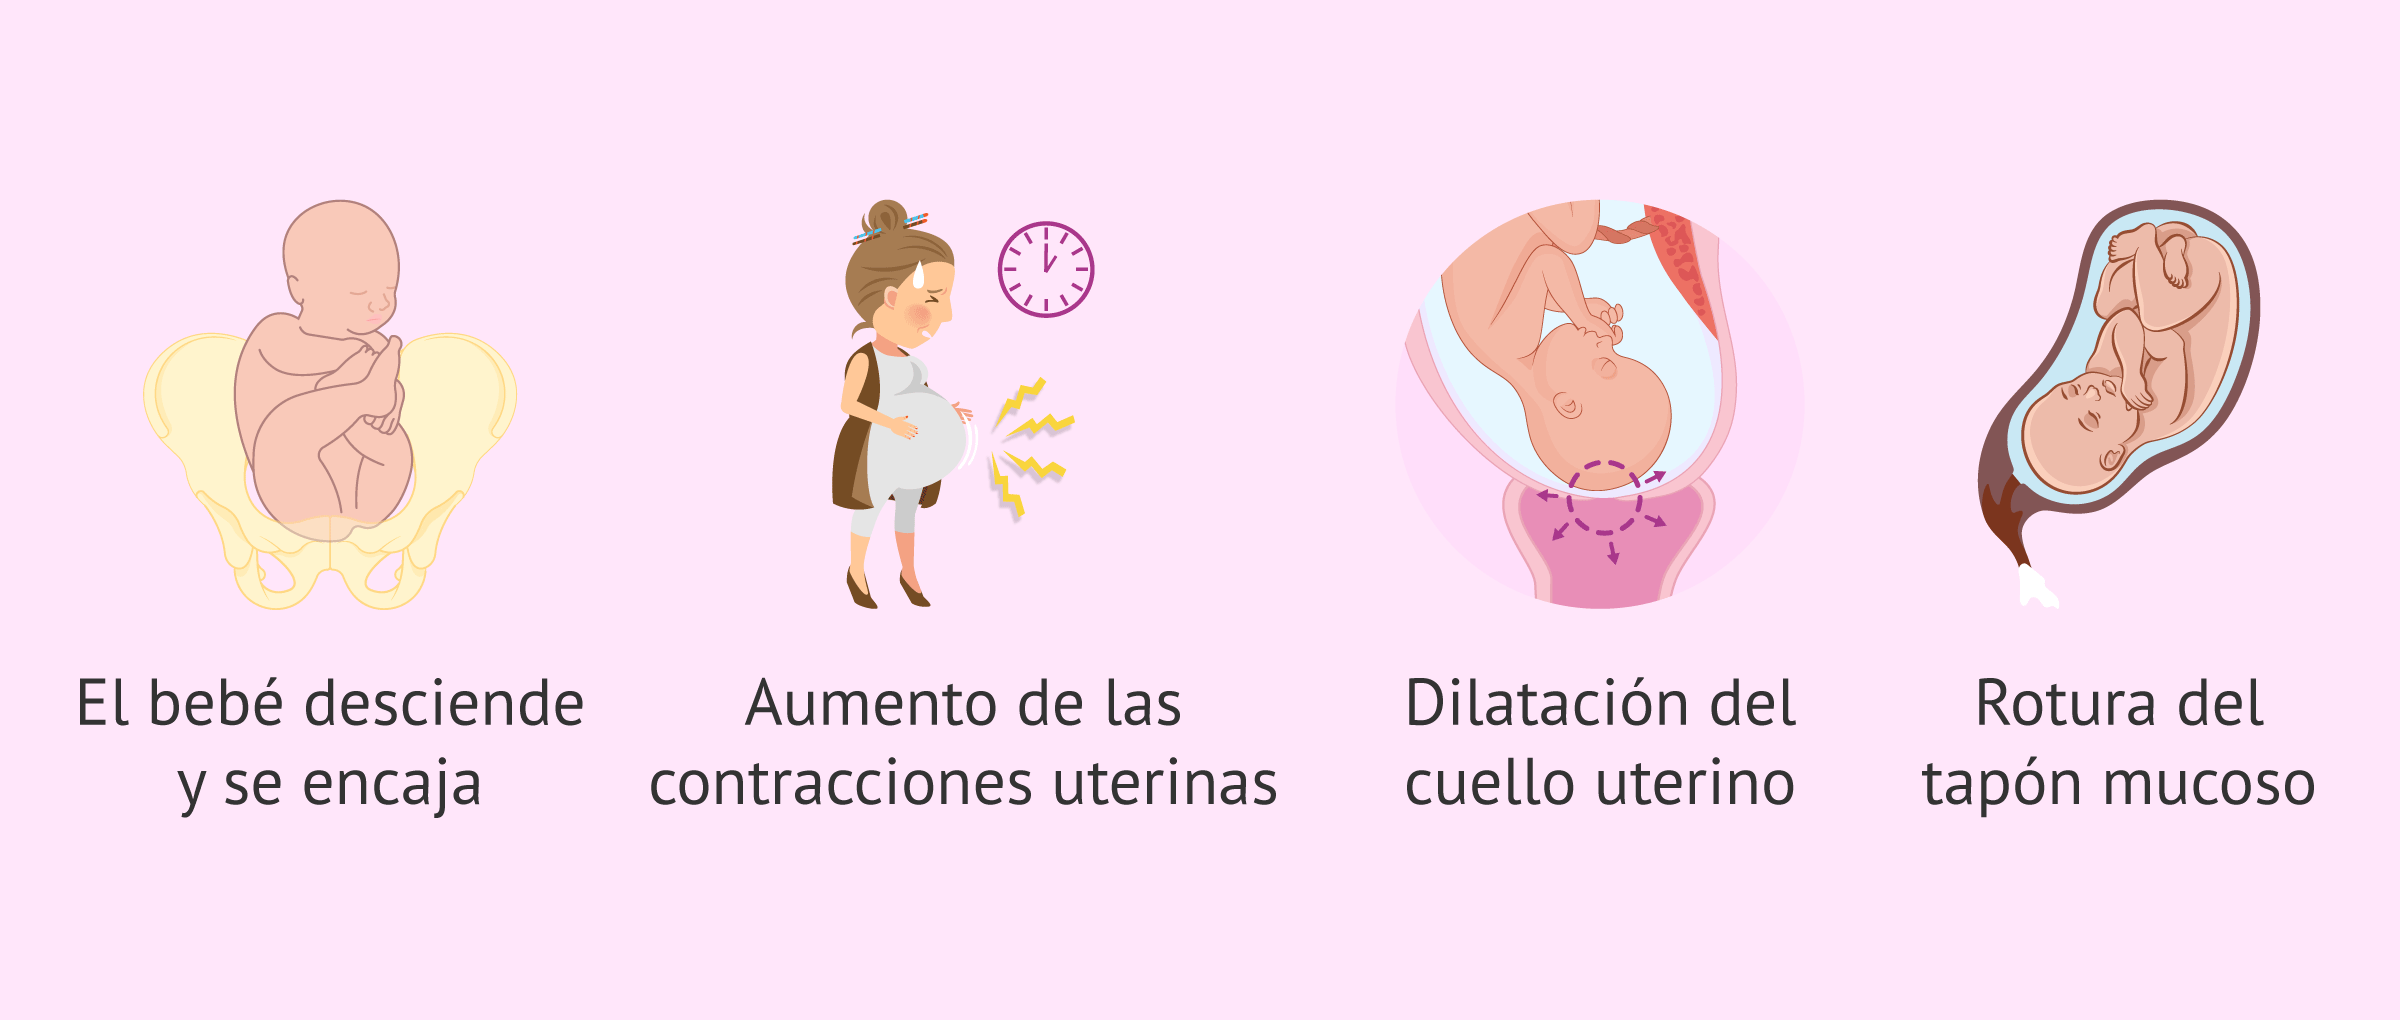 El bebé desciende
y se encaja
Aumento de las
contracciones uterinas
Dilatación del
cuello uterino
Rotura del
tapón mucoso